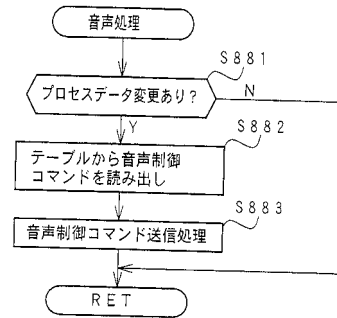 音声処理
S881
プロセスデータ変更あり?
N
Y
S882
テーブルから音声制御
コマンドを読み出し
S883
音声制御コマンド送信処理
RET